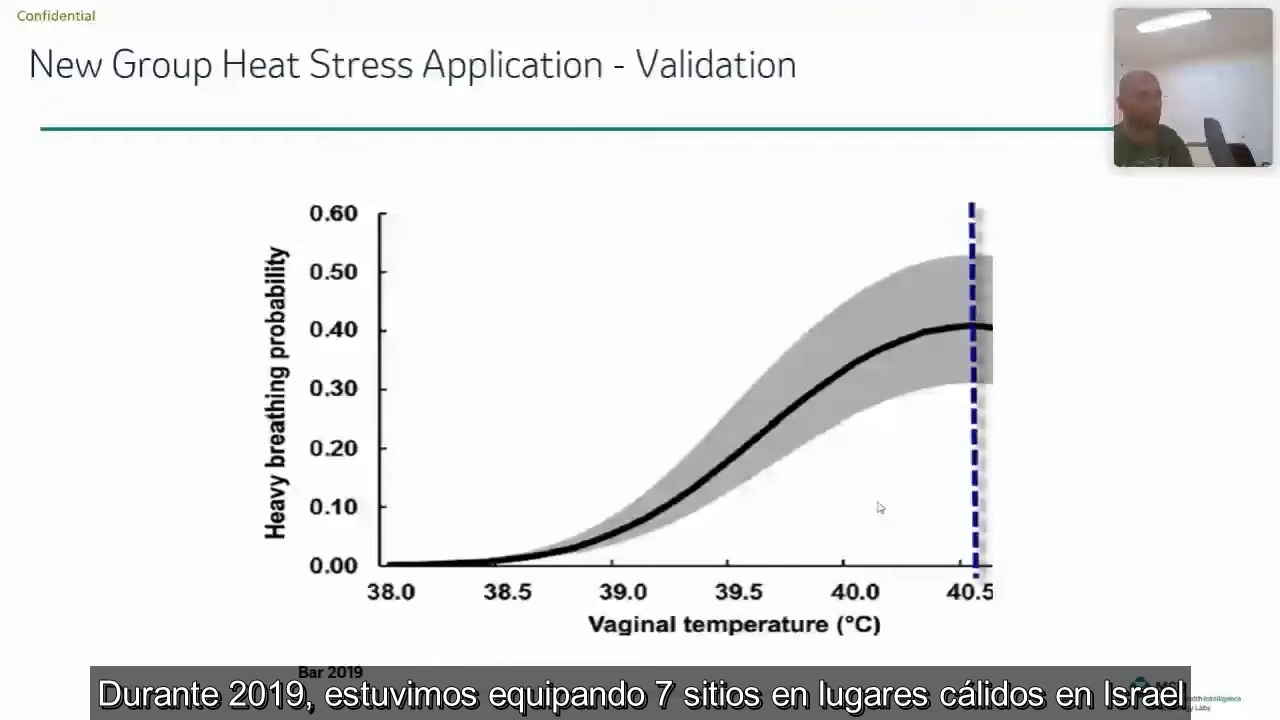 Confidential
New Group Heat Stress Application - Validation
Heavy breathing probability
0.60
0.50
0.40
0.30
0.20
0.10
0.00
38.0 38.5 39.0 39.5 40.0 40.5
Vaginal temperature (°C)
Bar 2019
Durante 2019, estuvimos equipando 7 sitios en lugares cálidos en Israel
Intelligence
Labs